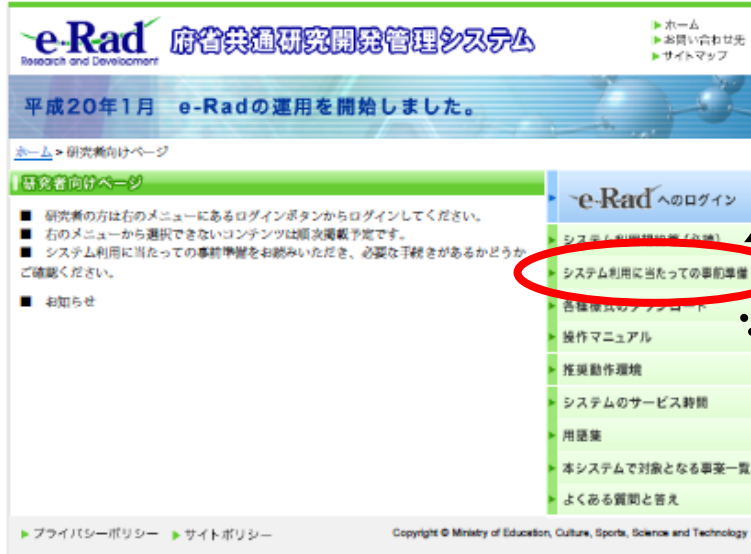 e-Rad 府省共通研究開発管理システム
Research and Development
ホーム
お問い合わせ先
サイトマップ
平成20年1月 e-Radの運用を開始しました。
ホーム > 研究者向けページ
研究者向けページ
■ 研究者の方は右のメニューにあるログインボタンからログインしてください。
■ 右のメニューから選択できないコンテンツは順次掲載予定です。
■ システム利用に当たっての事前準備をお読みいただき、必要な手続きがあるかどうか
ご確認ください。
■ お知らせ
e-Rad へのログイン
システム利用に当たっての事前準備
各種様式のダウンロード
操作マニュアル
推奨動作環境
システムのサービス時間
用語集
本システムで対象となる事業一覧
よくある質問と答え
プライバシーポリシー サイトポリシー
Copyright © Ministry of Education, Culture, Sports, Science and Technology